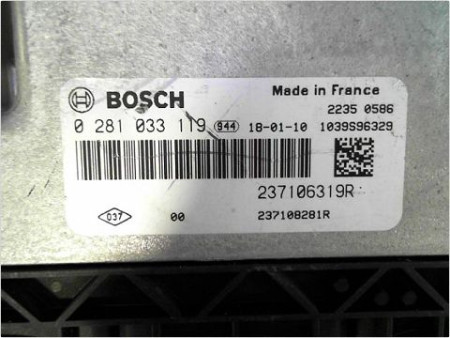 BOSCH Made in France
2235 0586
0 281 033 119 944 18-01-10 1039S96329
237106319R
037 00 237108281R